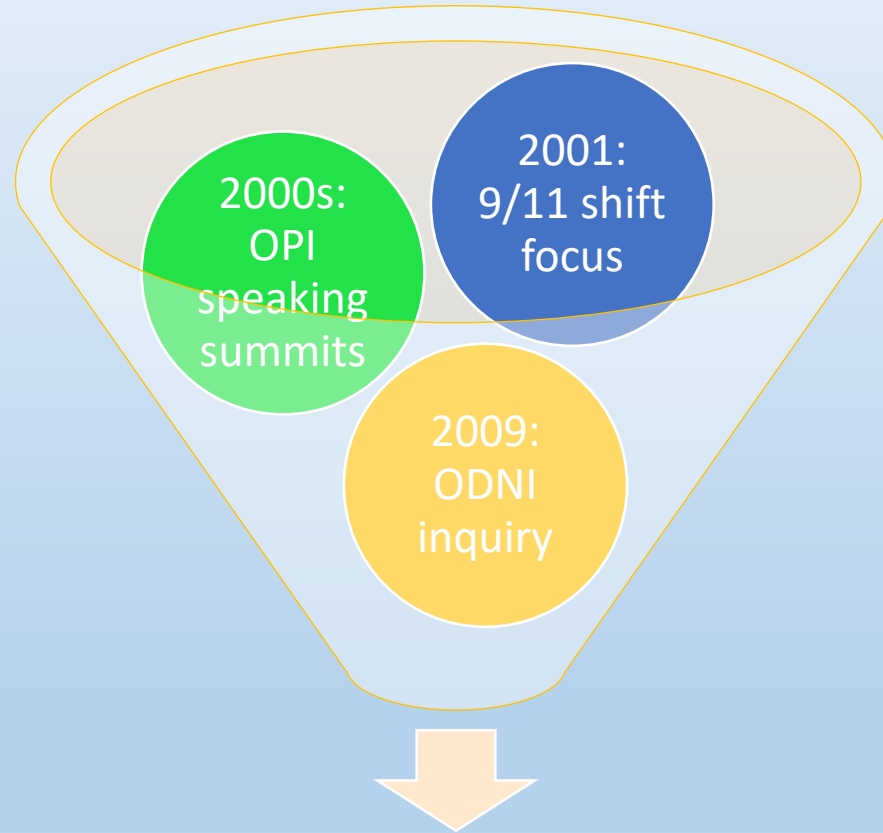 2000s:
OPI
speaking
summits
2001:
9/11 shift
focus
2009:
ODNI
inquiry